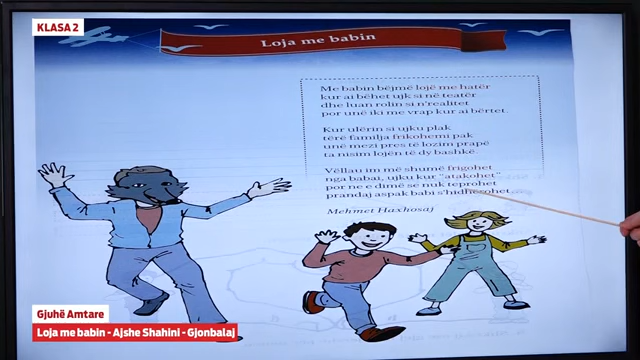 KLASA 2
Loja me babin
Me babin bëjmë lojë me hatër
kur ai bëhet ujk si në teatër
dhe luan rolin si n'realitet
por unë iki me vrap kur ai bërtet.
Kur ulërin si ujku plak
tërë familja frikohemi pak
unë mezi pres të lozim prapë
ta nisim lojën të dy bashkë.
Vëllau im më shumë frigohet
nga babai, ujku kur "atakohet"
por ne e dimë se nuk teprohet
prandaj aspak babi s'hidhërohet
Mehmet Haxhosaj
Gjuhë Amtare
Loja me babin - Ajshe Shahini - Gjonbalaj